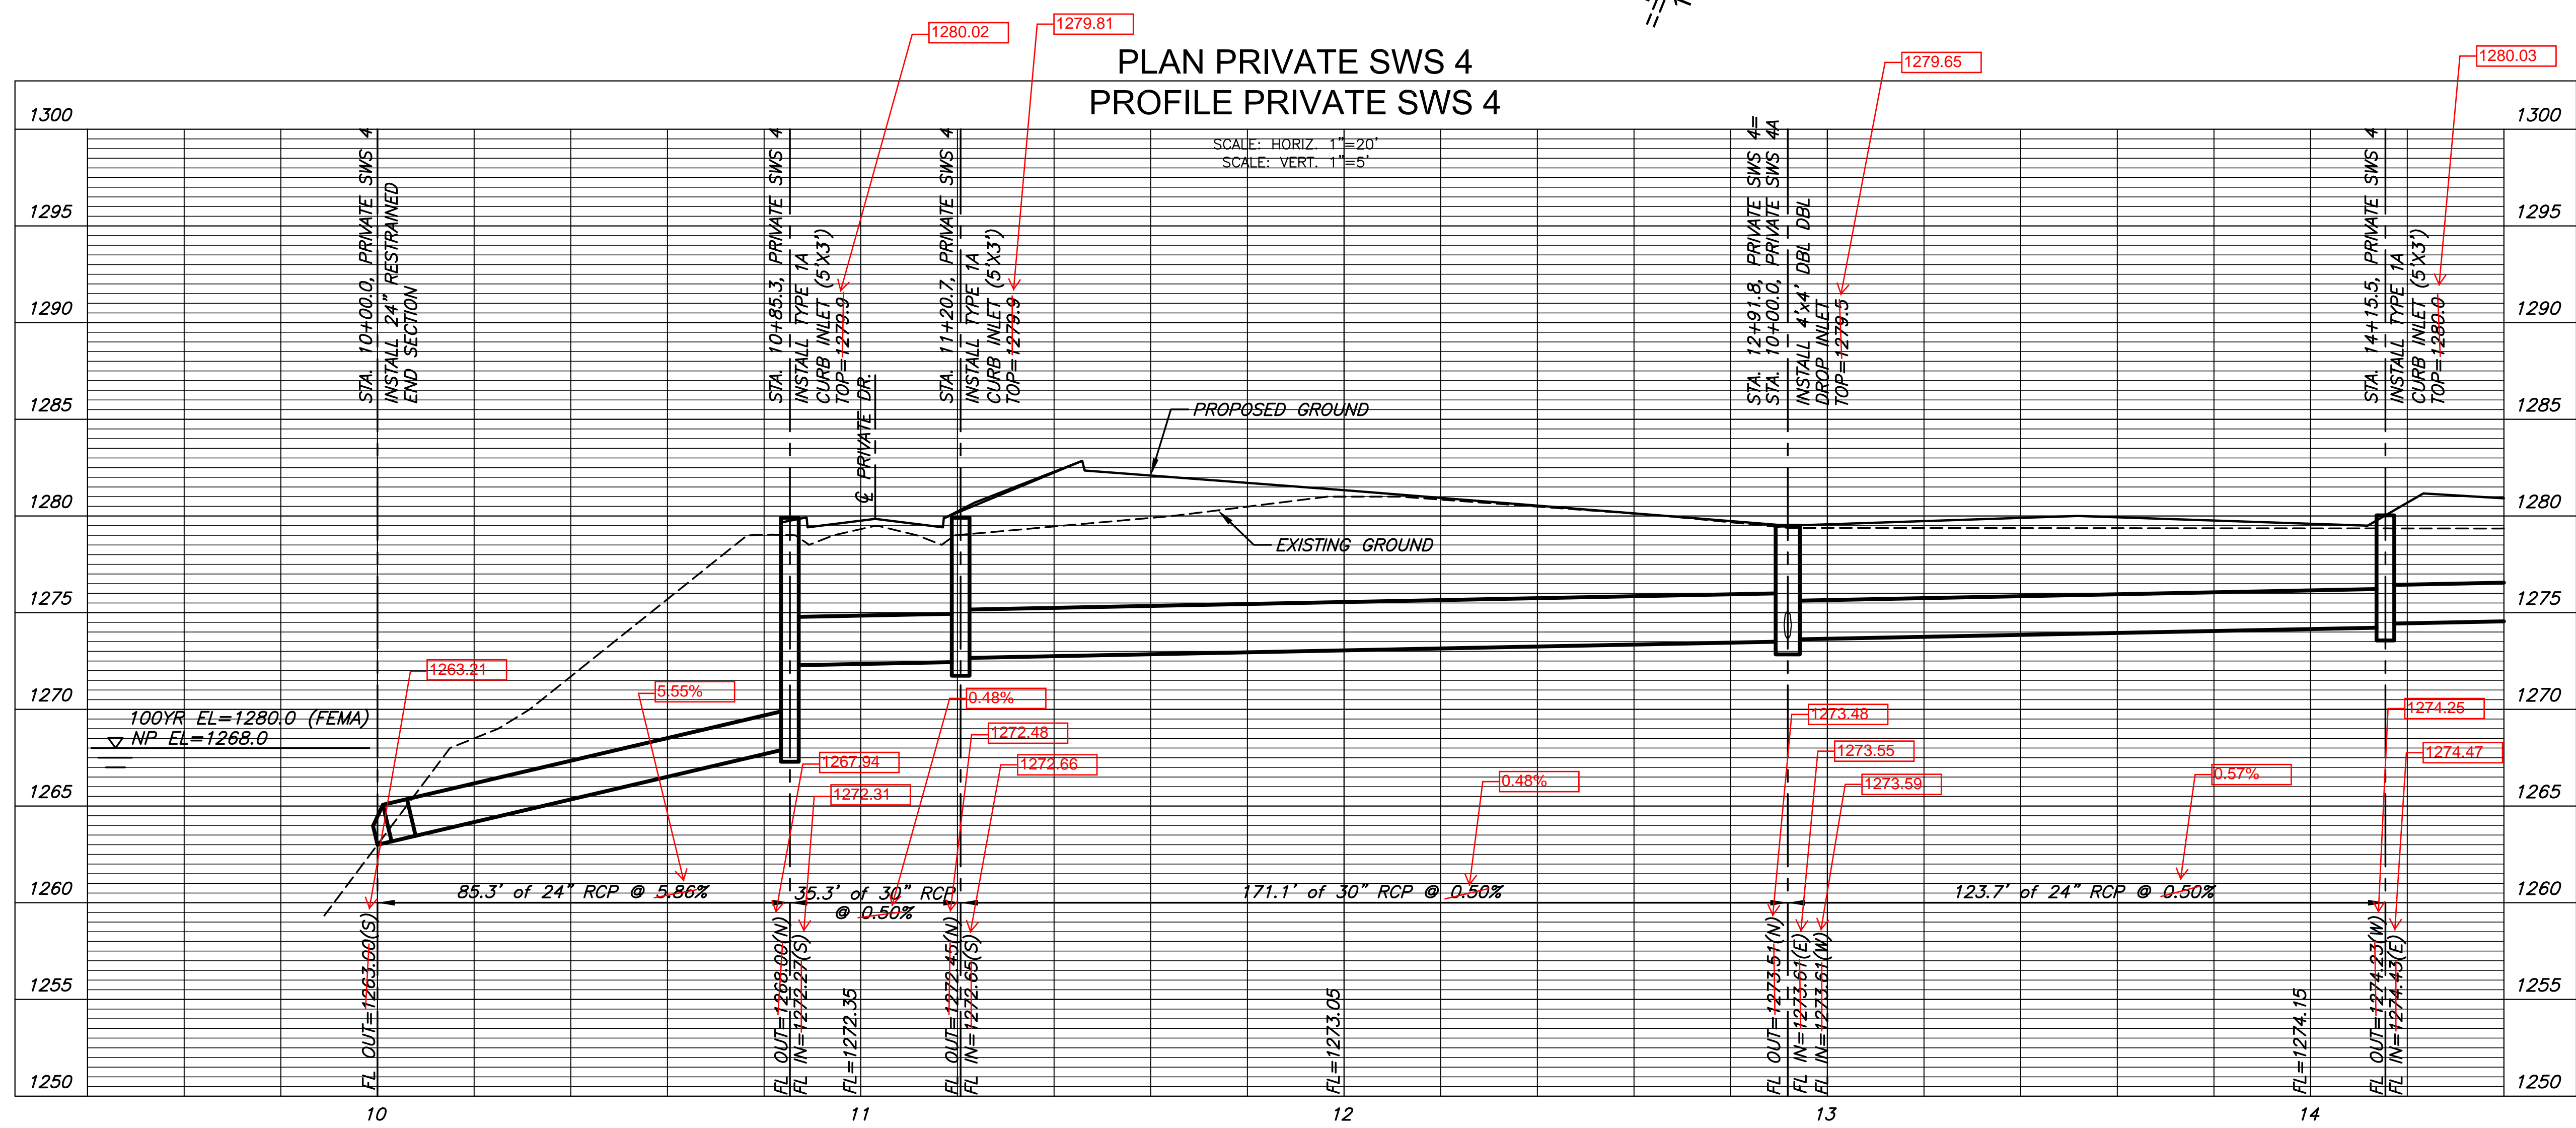 1280.02
1279.81
PLAN PRIVATE SWS 4
1279.65
1280.03
PROFILE PRIVATE SWS 4
SCALE: HORIZ. 1"=20'
SCALE: VERT. 1"=5'
1300
1295
1290
1285
1280
1275
1270
1265
1260
1255
1250
STA. 10+00.0, PRIVATE SWS 4
INSTALL 24" RESTRAINED
END SECTION
STA. 10+85.3, PRIVATE SWS 4
INSTALL TYPE 1A
CURB INLET (5'X3')
TOP=1279.9
℄ PRIVATE DR.
STA. 11+20.7, PRIVATE SWS 4
INSTALL TYPE 1A
CURB INLET (5'X3')
TOP=1279.9
STA. 12+91.8, PRIVATE SWS 4=
STA. 10+00.0, PRIVATE SWS 4A
INSTALL 4'x4' DBL DBL
DROP INLET
TOP=1279.5
STA. 14+15.5, PRIVATE SWS 4
INSTALL TYPE 1A
CURB INLET (5'X3')
TOP=1280.0
1300
1295
1290
1285
1280
1275
1270
1265
1260
1255
1250
PROPOSED GROUND
EXISTING GROUND
100YR EL=1280.0 (FEMA)
NP EL=1268.0
1263.21
5.55%
0.48%
1272.48
1267.94
1272.66
1272.31
1273.48
1273.55
1273.59
0.48%
0.57%
1274.25
1274.47
85.3' of 24" RCP @ 5.86%
35.3' of 30" RCP
@ 0.50%
171.1' of 30" RCP @ 0.50%
123.7' of 24" RCP @ 0.50%
FL OUT=1263.00(S)
FL OUT=1268.00(N)
FL IN=1272.27(S)
FL=1272.35
FL OUT=1272.45(N)
FL IN=1272.65(S)
FL=1273.05
FL OUT=1273.51(N)
FL IN=1273.61(E)
FL IN=1273.61(W)
FL=1274.15
FL OUT=1274.23(W)
FL IN=1274.43(E)
10
11
12
13
14